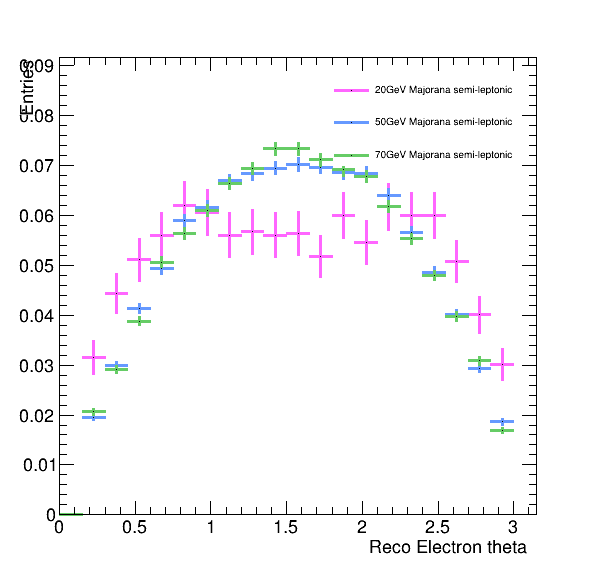 Entries
0.09
0.08
0.07
0.06
0.05
0.04
0.03
0.02
0.01
0
20GeV Majorana semi-leptonic
50GeV Majorana semi-leptonic
70GeV Majorana semi-leptonic
0 0.5 1 1.5 2 2.5 3
Reco Electron theta